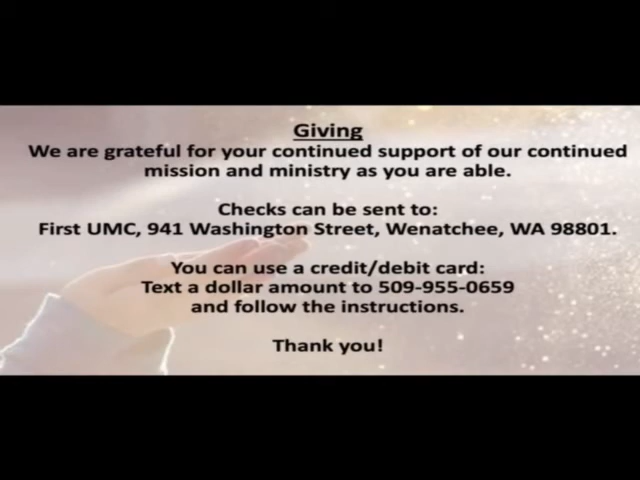 Giving
We are grateful for your continued support of our continued
mission and ministry as you are able.
Checks can be sent to:
First UMC, 941 Washington Street, Wenatchee, WA 98801.
You can use a credit/debit card:
Text a dollar amount to 509-955-0659
and follow the instructions.
Thank you!